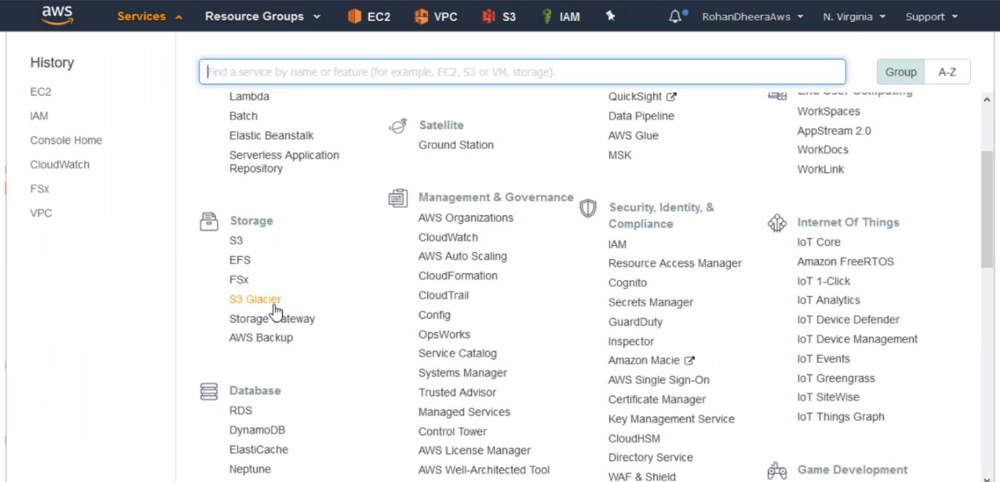 aws
Services
Resource Groups
EC2
VPC
S3
IAM
RohanDheeraAws
N. Virginia
Support
History
EC2
IAM
Console Home
CloudWatch
FSx
VPC
Find a service by name or feature (for example, EC2, S3 or VM, storage).
Group
A-Z
Lambda
Batch
Elastic Beanstalk
Serverless Application
Repository
Storage
S3
EFS
FSx
S3 Glacier
Storage Gateway
AWS Backup
Database
RDS
DynamoDB
ElastiCache
Neptune
Satellite
Ground Station
Management & Governance
AWS Organizations
CloudWatch
AWS Auto Scaling
CloudFormation
CloudTrail
Config
OpsWorks
Service Catalog
Systems Manager
Trusted Advisor
Managed Services
Control Tower
AWS License Manager
AWS Well-Architected Tool
QuickSight
Data Pipeline
AWS Glue
MSK
Security, Identity, &
Compliance
IAM
Resource Access Manager
Cognito
Secrets Manager
GuardDuty
Inspector
Amazon Macie
AWS Single Sign-On
Certificate Manager
Key Management Service
CloudHSM
Directory Service
WAF & Shield
End User Computing
WorkSpaces
AppStream 2.0
WorkDocs
WorkLink
Internet Of Things
IoT Core
Amazon FreeRTOS
IoT 1-Click
IoT Analytics
IoT Device Defender
IoT Device Management
IoT Events
IoT Greengrass
IoT SiteWise
IoT Things Graph
Game Development